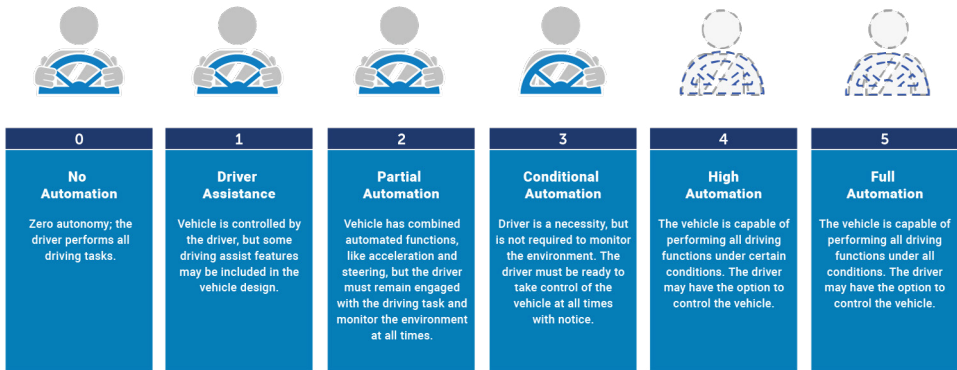 0
No
Automation
Zero autonomy; the
driver performs all
driving tasks.
1
Driver
Assistance
Vehicle is controlled by
the driver, but some
driving assist features
may be included in the
vehicle design.
2
Partial
Automation
Vehicle has combined
automated functions,
like acceleration and
steering, but the driver
must remain engaged
with the driving task and
monitor the environment
at all times.
3
Conditional
Automation
Driver is a necessity, but
is not required to monitor
the environment. The
driver must be ready to
take control of the
vehicle at all times
with notice.
4
High
Automation
The vehicle is capable of
performing all driving
functions under certain
conditions. The driver
may have the option to
control the vehicle.
5
Full
Automation
The vehicle is capable of
performing all driving
functions under all
conditions. The driver
may have the option to
control the vehicle.